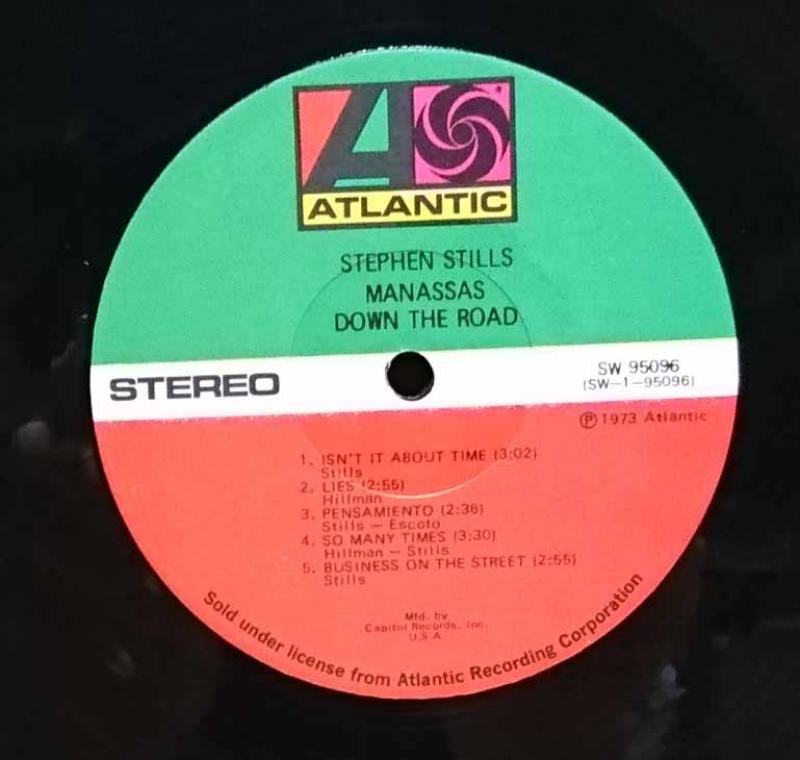 ATLANTIC
STEPHEN STILLS
MANASSAS
DOWN THE ROAD
STEREO
SW 95096
(SW-1-95096)
Ⓟ 1973 Atlantic
1. ISN'T IT ABOUT TIME (3:02)
Stills
2. LIES (2:55)
Hillman
3. PENSAMIENTO (2:36)
Stills — Escoto
4. SO MANY TIMES (3:30)
Hillman — Stills
5. BUSINESS ON THE STREET (2:55)
Stills
Mfd. by
Capitol Records, Inc.
U.S.A.
Sold under license from Atlantic Recording Corporation